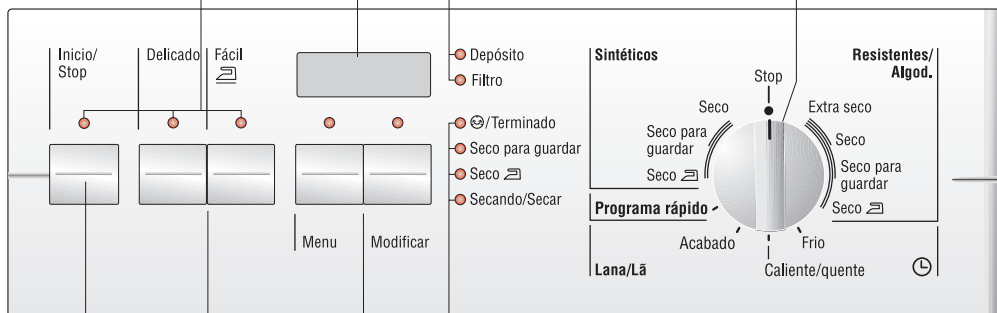 Inicio/
Stop
Delicado
Fácil
Menu
Modificar
Depósito
Filtro
/Terminado
Seco para guardar
Seco
Secando/Secar
Sintéticos
Resistentes/
Algod.
Stop
Seco
Seco para
guardar
Seco
Extra seco
Seco
Seco para
guardar
Seco
Programa rápido
Acabado
Frio
Caliente/quente
Lana/Lã